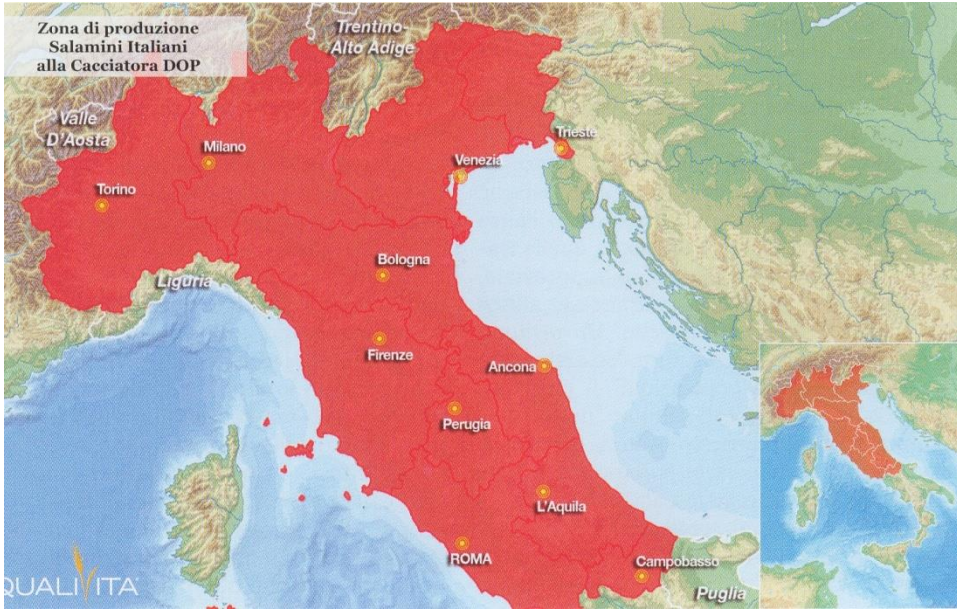 Zona di produzione
Salamini Italiani
alla Cacciatora DOP
Trentino-
Alto Adige
Valle
D'Aosta
Milano
Trieste
Venezia
Torino
Bologna
Liguria
Firenze
Ancona
Perugia
L'Aquila
ROMA
Campobasso
Puglia
QUALIVITA